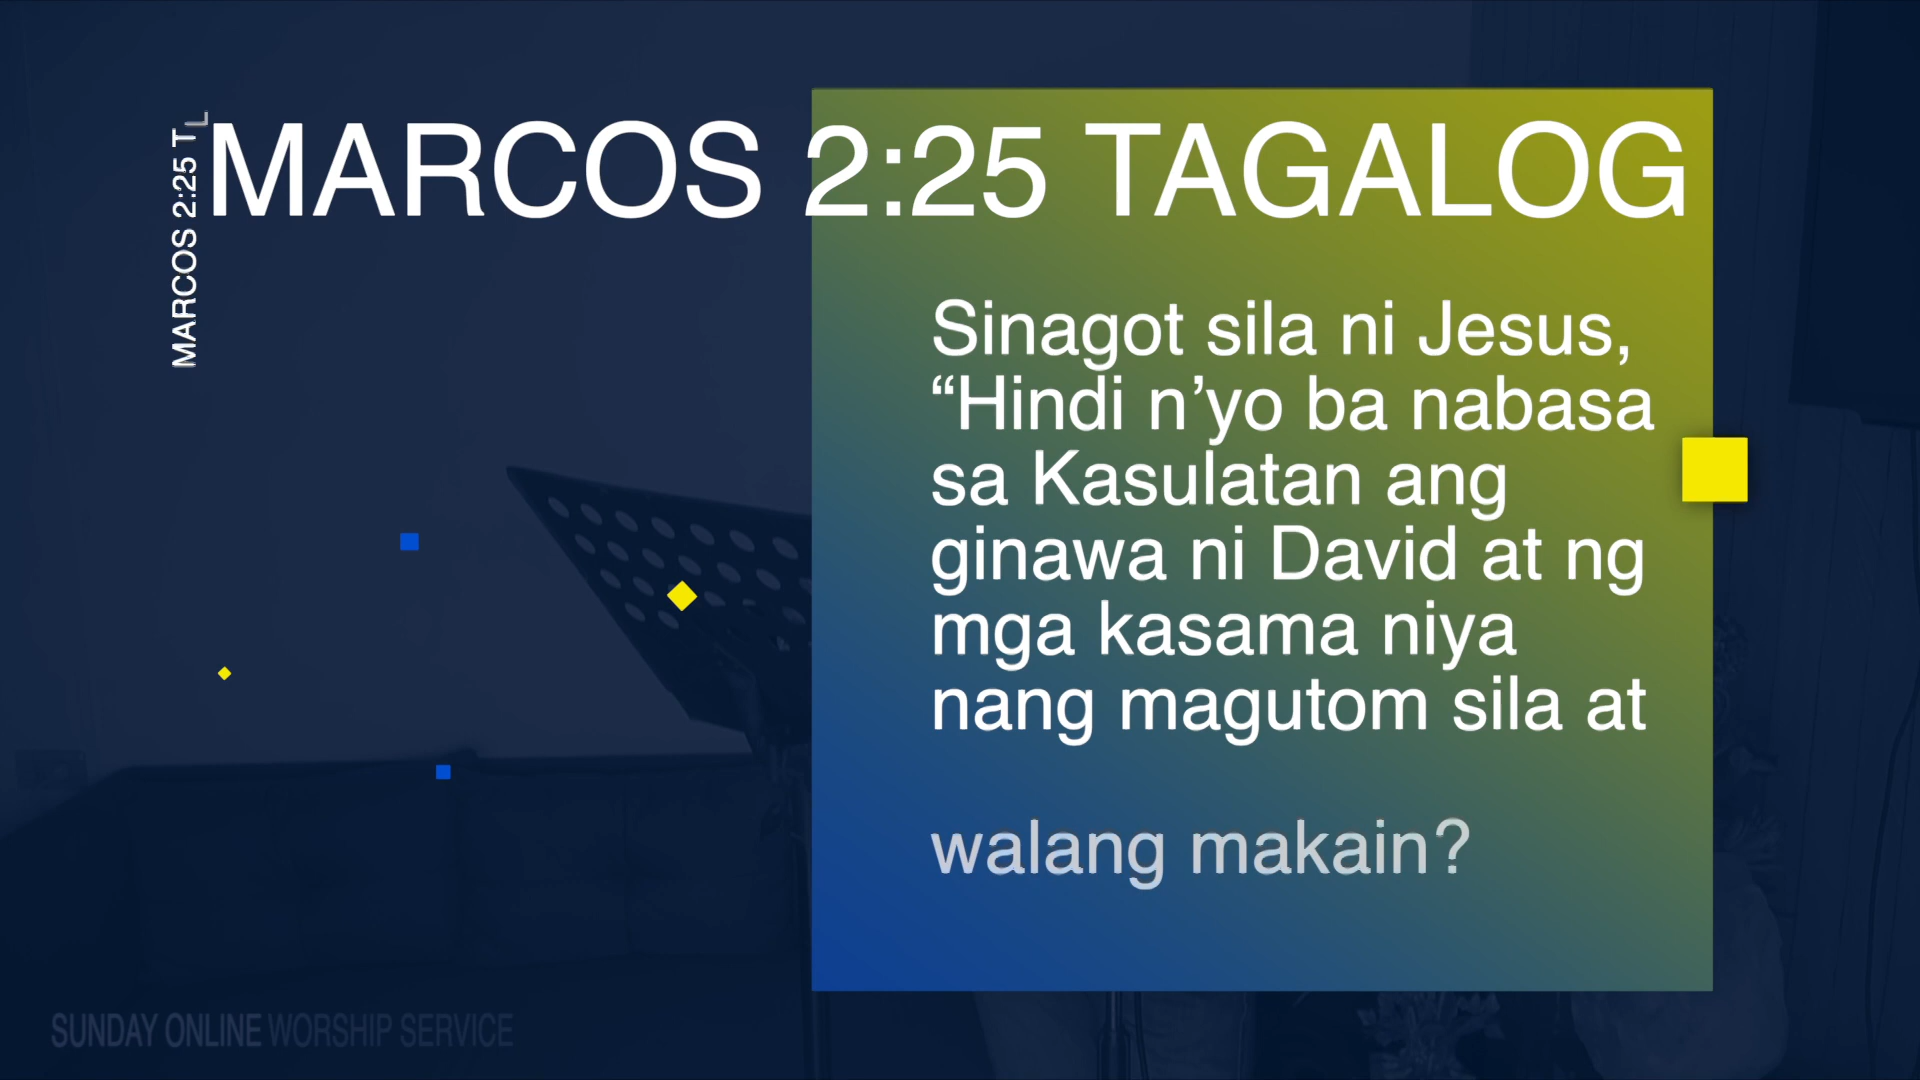 MARCOS 2:25 TAGALOG
MARCOS 2:25 T
Sinagot sila ni Jesus,
“Hindi n’yo ba nabasa
sa Kasulatan ang
ginawa ni David at ng
mga kasama niya
nang magutom sila at
walang makain?
SUNDAY ONLINE WORSHIP SERVICE